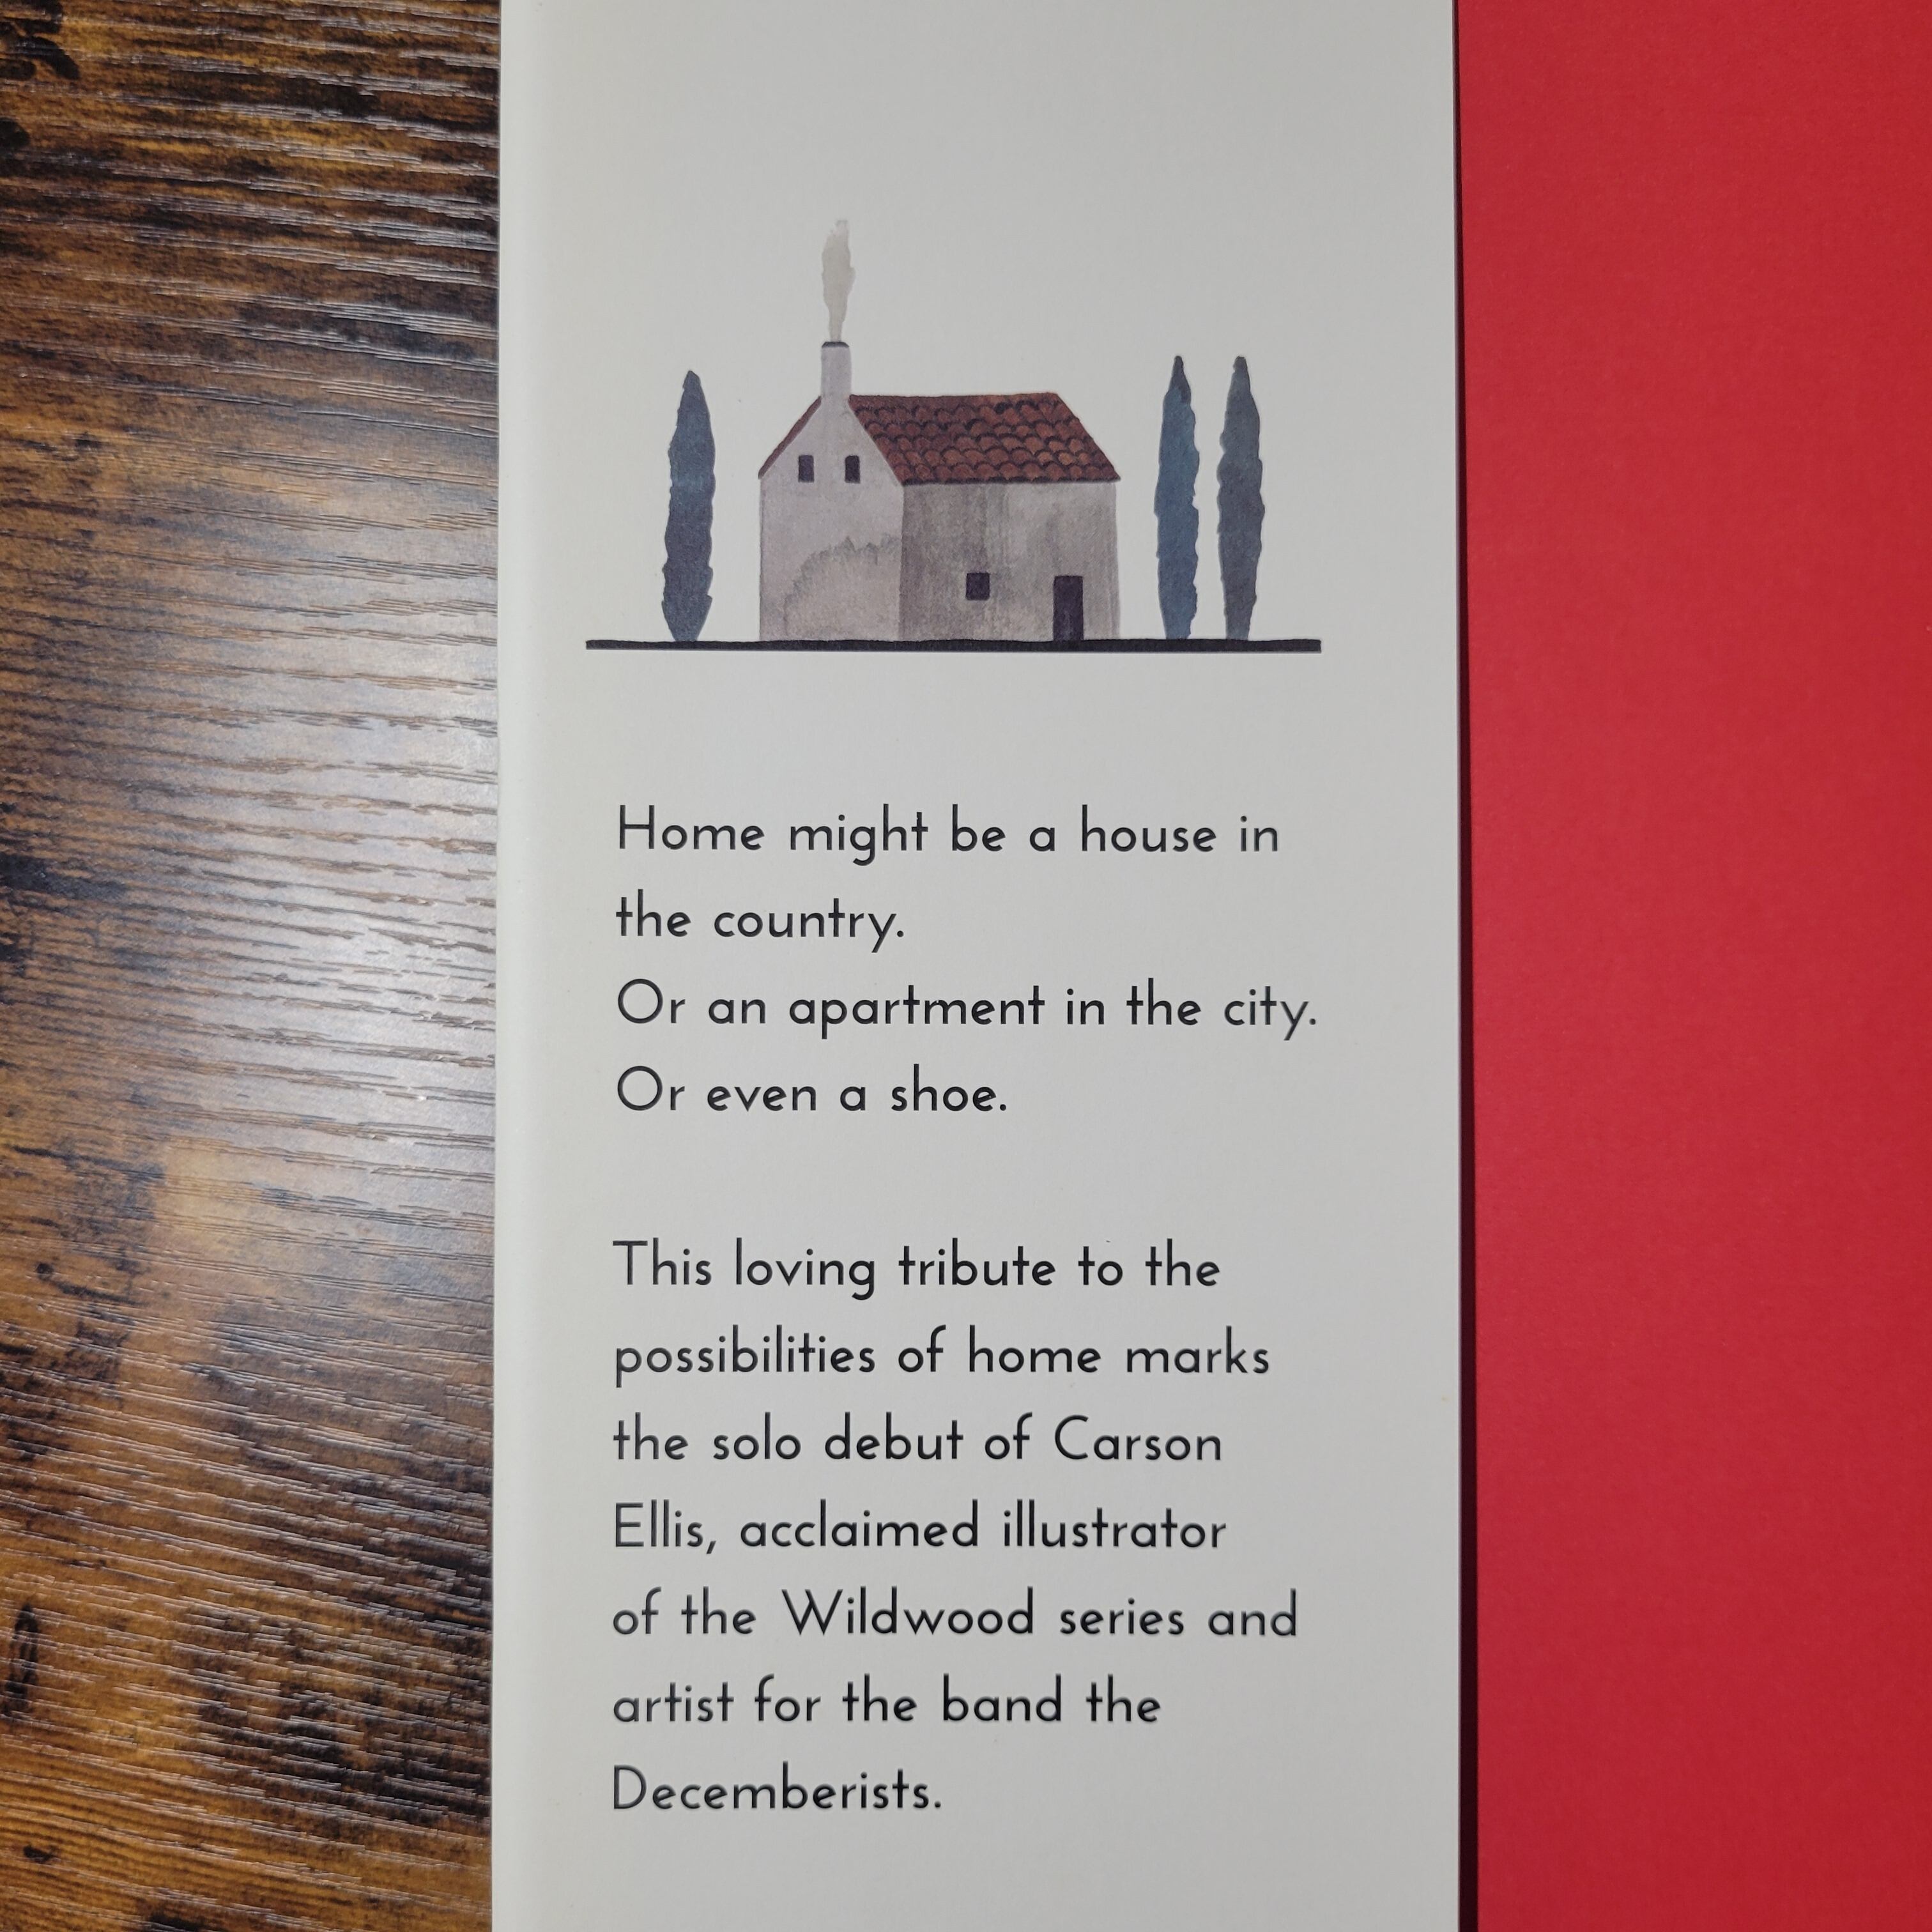 Home might be a house in
the country.
Or an apartment in the city.
Or even a shoe.
This loving tribute to the
possibilities of home marks
the solo debut of Carson
Ellis, acclaimed illustrator
of the Wildwood series and
artist for the band the
Decemberists.